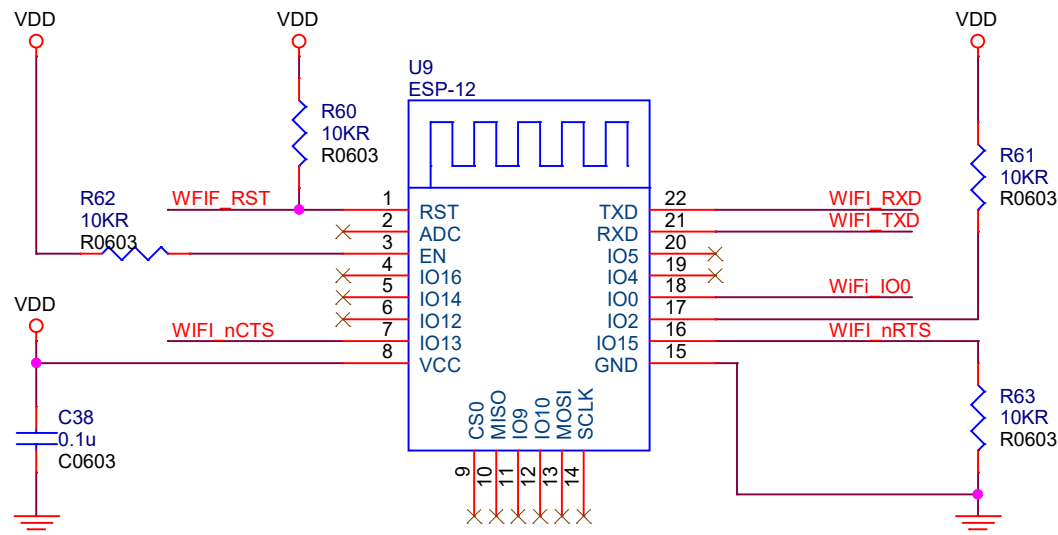 VDD
VDD
VDD
U9
ESP-12
R60
10KR
R0603
R61
10KR
R0603
R62
10KR
R0603
WFIF_RST
1
RST
TXD
22
WIFI_RXD
2
ADC
RXD
21
WIFI_TXD
3
EN
IO5
20
4
IO16
IO4
19
5
IO14
IO0
18
WiFi_IO0
6
IO12
IO2
17
VDD
WIFI_nCTS
7
IO13
IO15
16
WIFI_nRTS
8
VCC
GND
15
CS0
MISO
IO9
IO10
MOSI
SCLK
9
10
11
12
13
14
C38
0.1u
C0603
R63
10KR
R0603